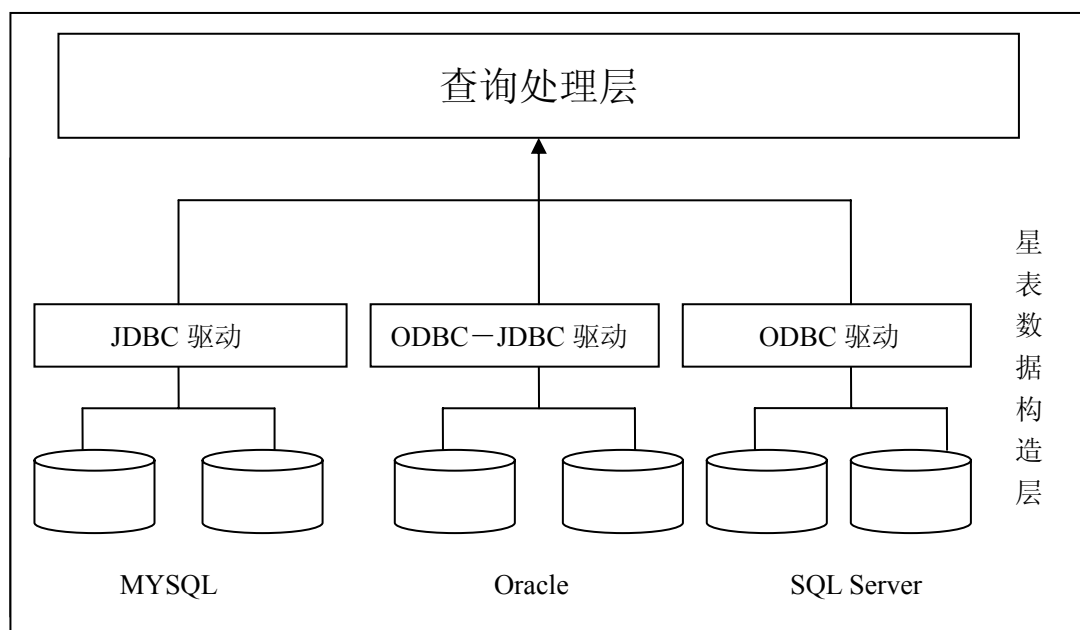 查询处理层
JDBC 驱动
ODBC－JDBC 驱动
ODBC 驱动
星表数据构造层
MYSQL
Oracle
SQL Server